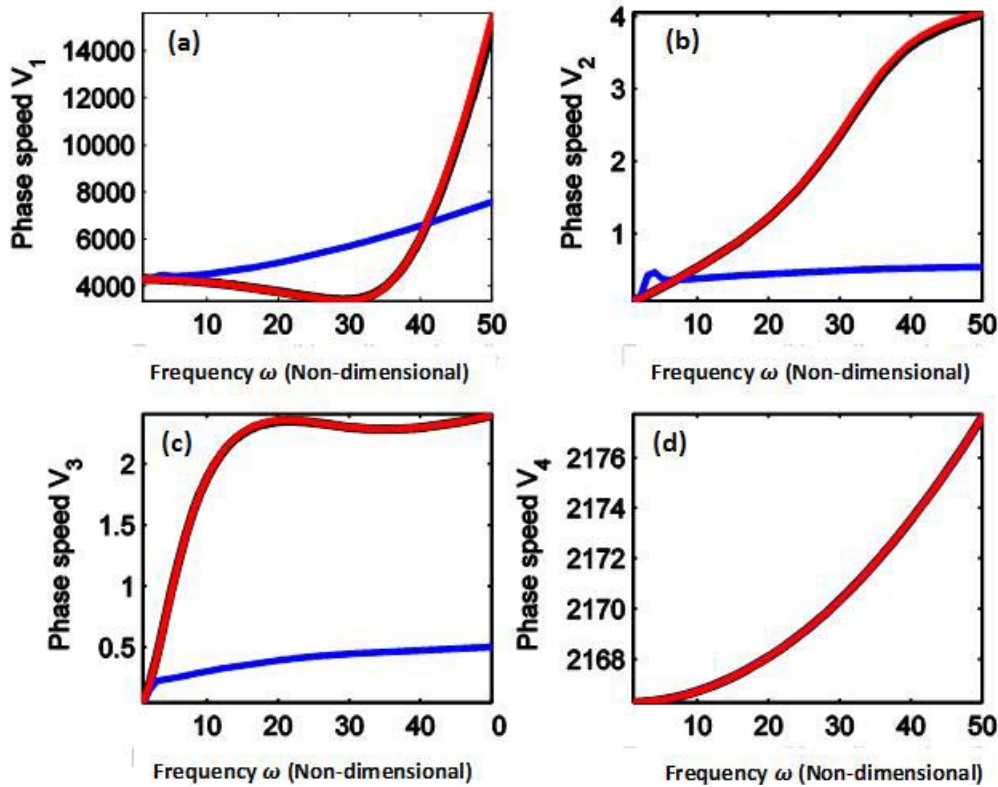 (a)
Phase speed V1
14000
12000
10000
8000
6000
4000
10 20 30 40 50
Frequency ω (Non-dimensional)
(b)
Phase speed V2
4
3
2
1
10 20 30 40 50
Frequency ω (Non-dimensional)
(c)
Phase speed V3
2
1
0.5
10 20 30 40 0
Frequency ω (Non-dimensional)
(d)
Phase speed V4
2176
2174
2172
2170
2168
10 20 30 40 50
Frequency ω (Non-dimensional)